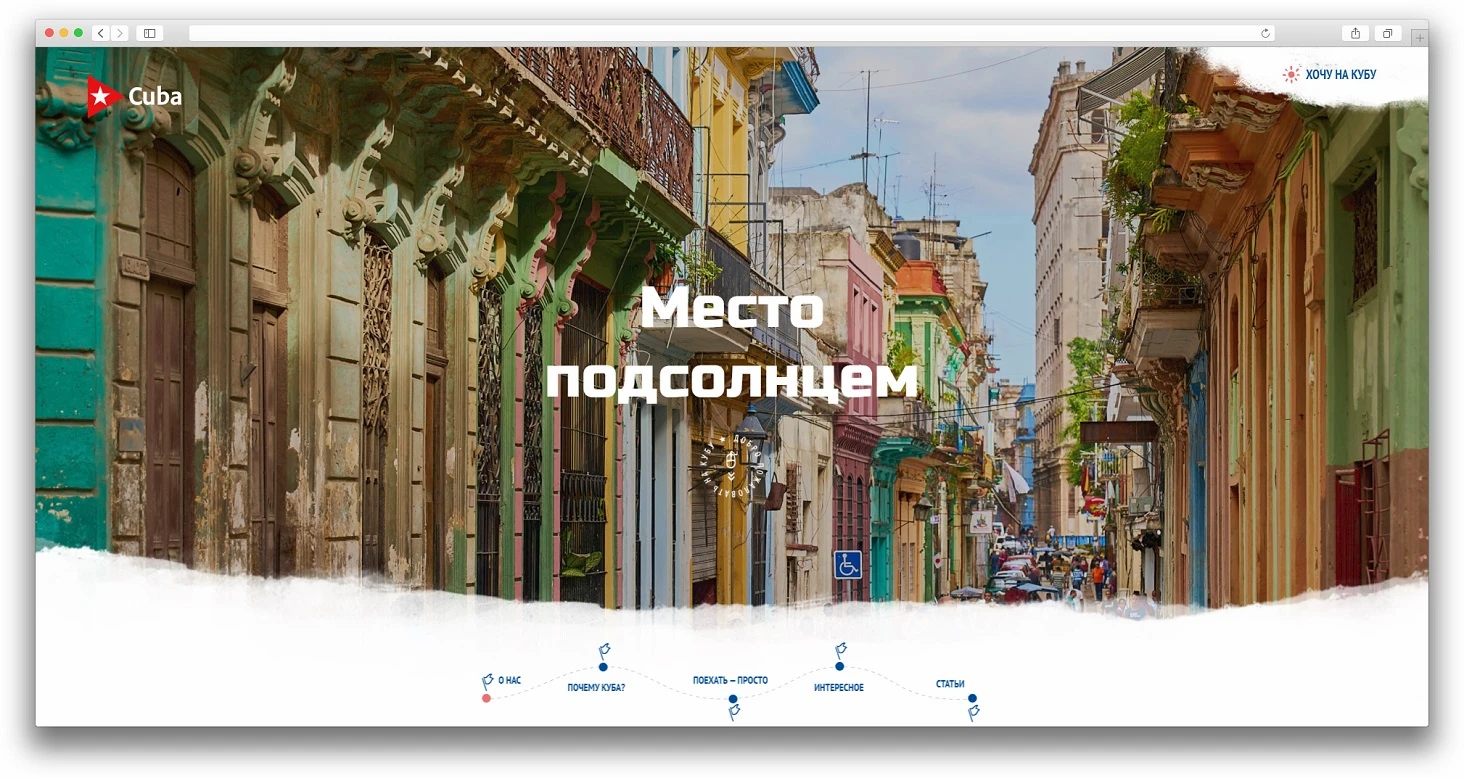 Cuba
ХОЧУ НА КУБУ
Место
подсолнцем
ДОБРО ПОЖАЛОВАТЬ НА КУБУ
О НАС
ПОЧЕМУ КУБА?
ПОЕХАТЬ – ПРОСТО
ИНТЕРЕСНОЕ
СТАТЬИ